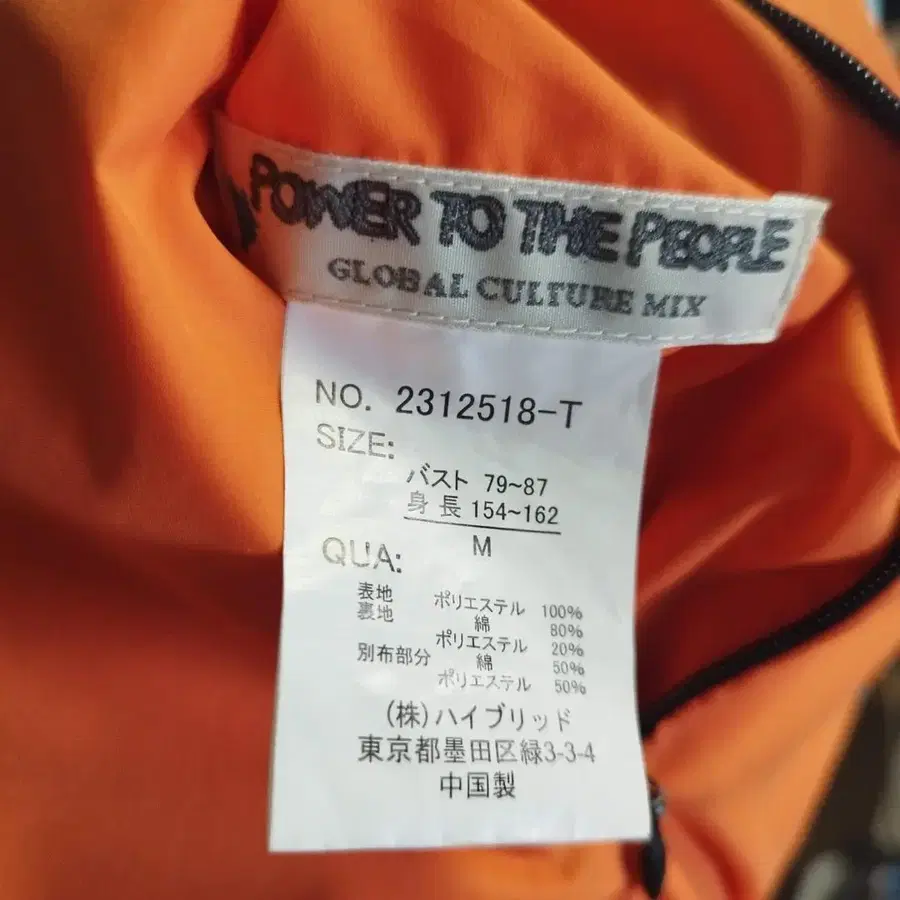 POWER TO THE PEOPLE
GLOBAL CULTURE MIX
NO. 2312518-T
SIZE:
バスト 79~87
身長 154~162
M
QUA:
表地 ポリエステル 100%
裏地 綿 80%
ポリエステル 20%
別布部分 綿 50%
ポリエステル 50%
(株)ハイブリッド
東京都墨田区緑3-3-4
中国製